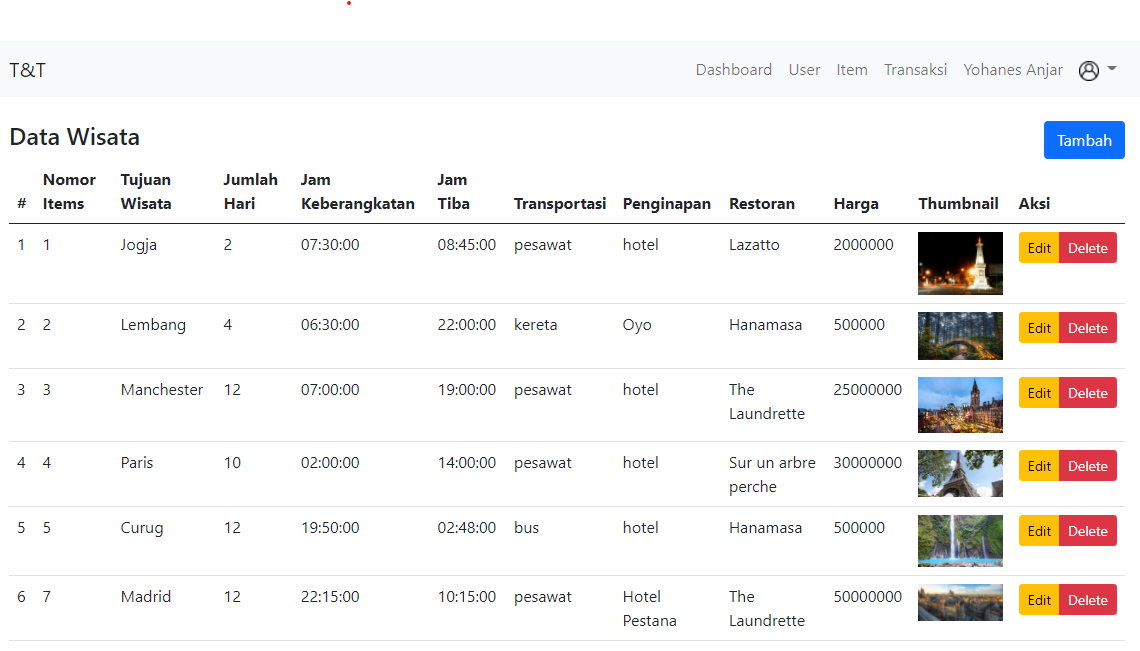 T&T Dashboard User Item Transaksi Yohanes Anjar
Data Wisata Tambah
# Nomor Items Tujuan Wisata Jumlah Hari Jam Keberangkatan Jam Tiba Transportasi Penginapan Restoran Harga Thumbnail Aksi
1 1 Jogja 2 07:30:00 08:45:00 pesawat hotel Lazatto 2000000 Edit Delete
2 2 Lembang 4 06:30:00 22:00:00 kereta Oyo Hanamasa 500000 Edit Delete
3 3 Manchester 12 07:00:00 19:00:00 pesawat hotel The Laundrette 25000000 Edit Delete
4 4 Paris 10 02:00:00 14:00:00 pesawat hotel Sur un arbre perche 30000000 Edit Delete
5 5 Curug 12 19:50:00 02:48:00 bus hotel Hanamasa 500000 Edit Delete
6 7 Madrid 12 22:15:00 10:15:00 pesawat Hotel Pestana The Laundrette 50000000 Edit Delete